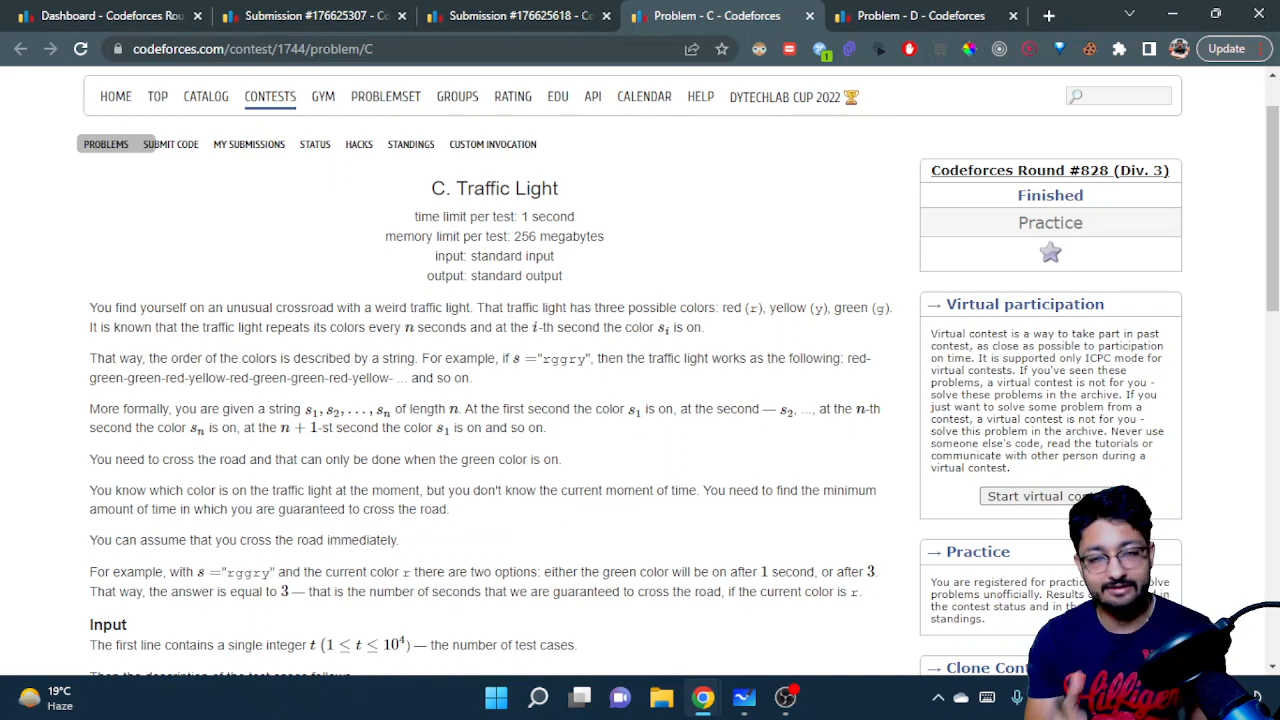 Dashboard - Codeforces Rou
Submission #176625307 - Co
Submission #176625618 - Co
Problem - C - Codeforces
Problem - D - Codeforces
codeforces.com/contest/1744/problem/C
1
Update
HOME TOP CATALOG CONTESTS GYM PROBLEMSET GROUPS RATING EDU API CALENDAR HELP DYTECHLAB CUP 2022
PROBLEMS SUBMIT CODE MY SUBMISSIONS STATUS HACKS STANDINGS CUSTOM INVOCATION
C. Traffic Light
time limit per test: 1 second
memory limit per test: 256 megabytes
input: standard input
output: standard output
You find yourself on an unusual crossroad with a weird traffic light. That traffic light has three possible colors: red (r), yellow (y), green (g).
It is known that the traffic light repeats its colors every n seconds and at the i-th second the color sᵢ is on.
That way, the order of the colors is described by a string. For example, if s ="rggry", then the traffic light works as the following: red-
green-green-red-yellow-red-green-green-red-yellow- ... and so on.
More formally, you are given a string s₁, s₂, . . . , sₙ of length n. At the first second the color s₁ is on, at the second — s₂, ..., at the n-th
second the color sₙ is on, at the n + 1-st second the color s₁ is on and so on.
You need to cross the road and that can only be done when the green color is on.
You know which color is on the traffic light at the moment, but you don't know the current moment of time. You need to find the minimum
amount of time in which you are guaranteed to cross the road.
You can assume that you cross the road immediately.
For example, with s ="rggry" and the current color r there are two options: either the green color will be on after 1 second, or after 3.
That way, the answer is equal to 3 — that is the number of seconds that we are guaranteed to cross the road, if the current color is r.
Input
The first line contains a single integer t (1 ≤ t ≤ 10⁴) — the number of test cases.
Then the description of the test cases follows.
Codeforces Round #828 (Div. 3)
Finished
Practice
→ Virtual participation
Virtual contest is a way to take part in past
contest, as close as possible to participation
on time. It is supported only ICPC mode for
virtual contests. If you've seen these
problems, a virtual contest is not for you -
solve these problems in the archive. If you
just want to solve some problem from a
contest, a virtual contest is not for you -
solve this problem in the archive. Never use
someone else's code, read the tutorials or
communicate with other person during a
virtual contest.
Start virtual
→ Practice
You are registered for
problems unofficially. Results
the contest status and in
standings.
→ Clone
19°C
Haze